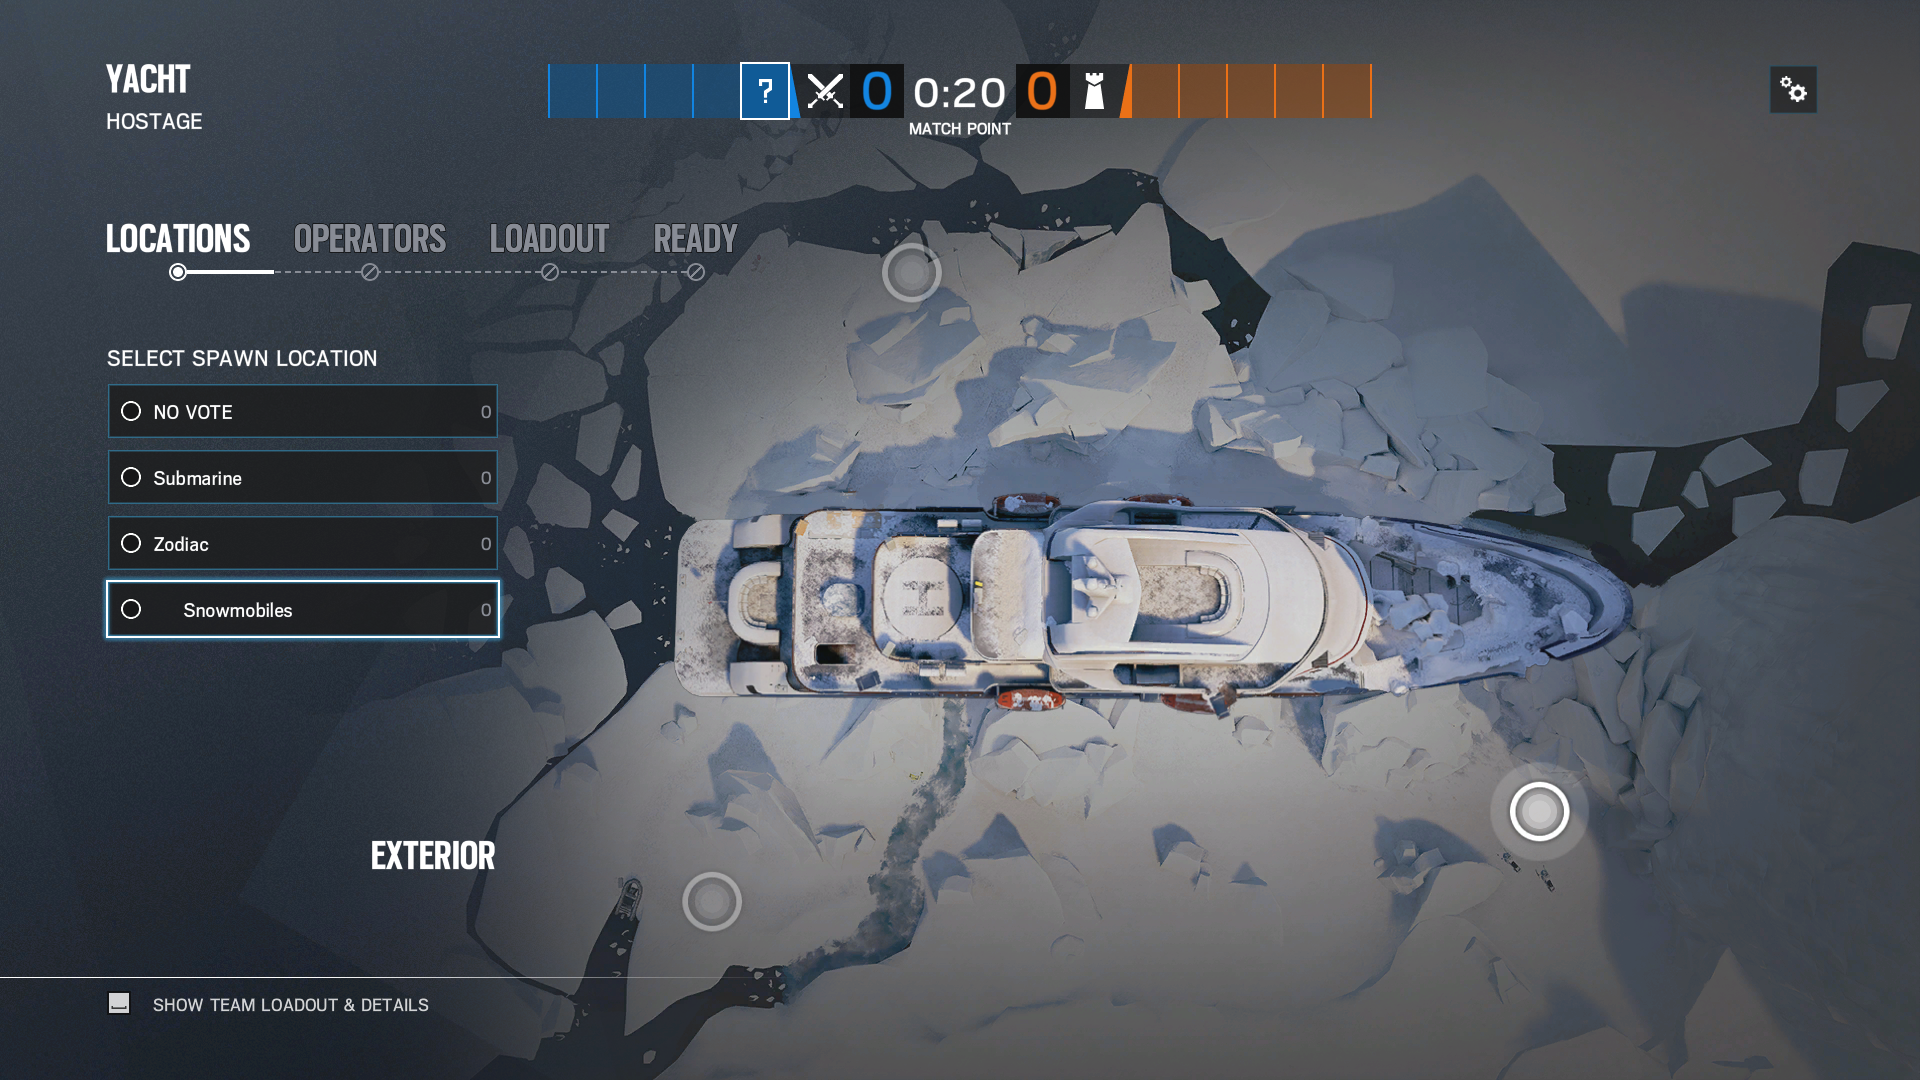 YACHT
HOSTAGE
?
0
0:20
0
MATCH POINT
LOCATIONS
OPERATORS
LOADOUT
READY
SELECT SPAWN LOCATION
NO VOTE 0
Submarine 0
Zodiac 0
Snowmobiles 0
H
EXTERIOR
SHOW TEAM LOADOUT & DETAILS